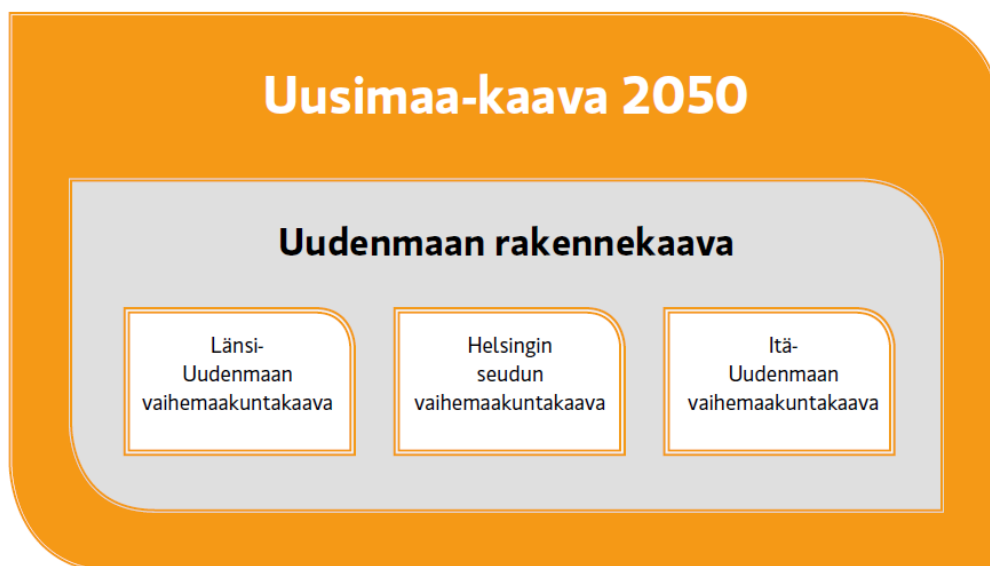 Uusimaa-kaava 2050
Uudenmaan rakennekaava
Länsi-
Uudenmaan
vaihemaakuntakaava
Helsingin
seudun
vaihemaakuntakaava
Itä-
Uudenmaan
vaihemaakuntakaava